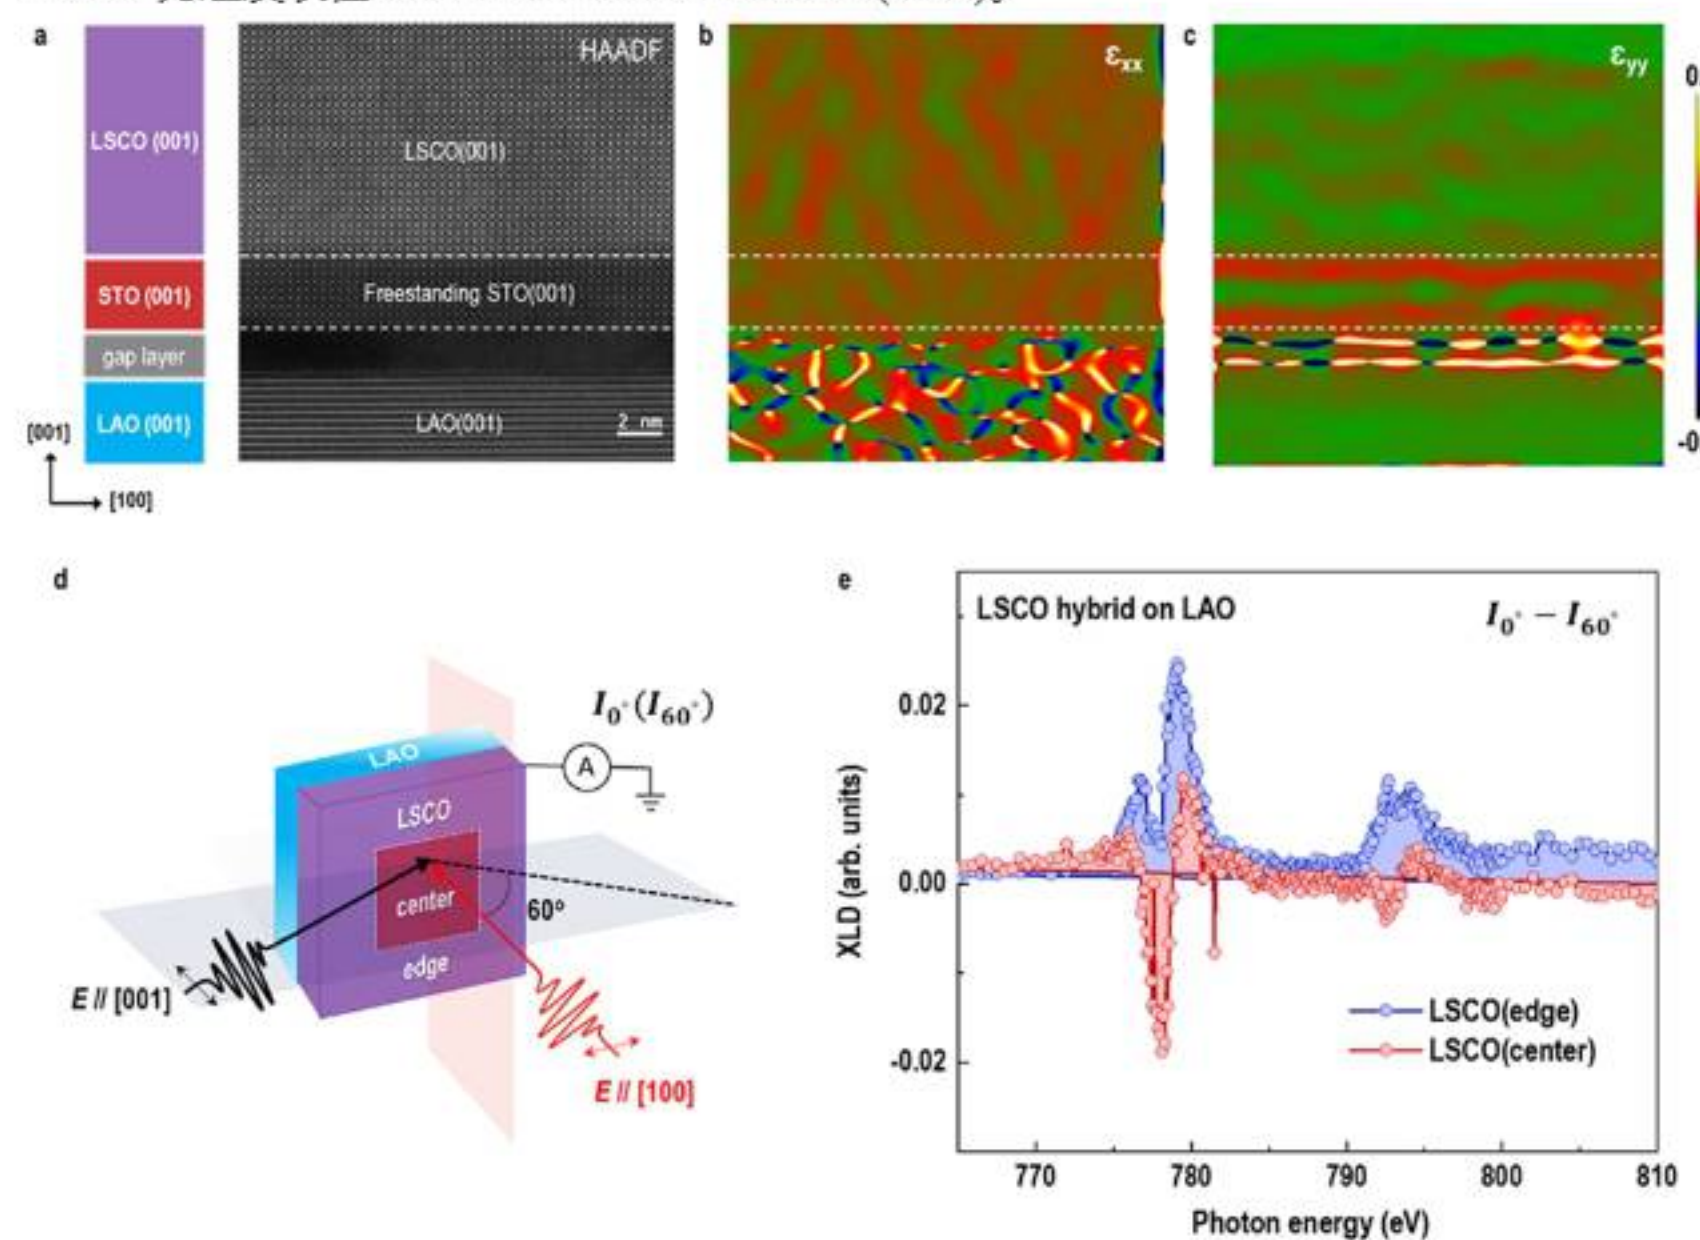 a
HAADF
LSCO (001)
LSCO(001)
STO (001)
Freestanding STO(001)
gap layer
LAO (001)
LAO(001)
2 nm
[001]
[100]
b
εxx
c
εyy
0.
-0
d
I0°(I60°)
A
LAO
LSCO
center
60°
edge
E // [001]
E // [100]
e
LSCO hybrid on LAO
I0° − I60°
XLD (arb. units)
0.02
0.00
-0.02
LSCO(edge)
LSCO(center)
770
780
790
800
810
Photon energy (eV)